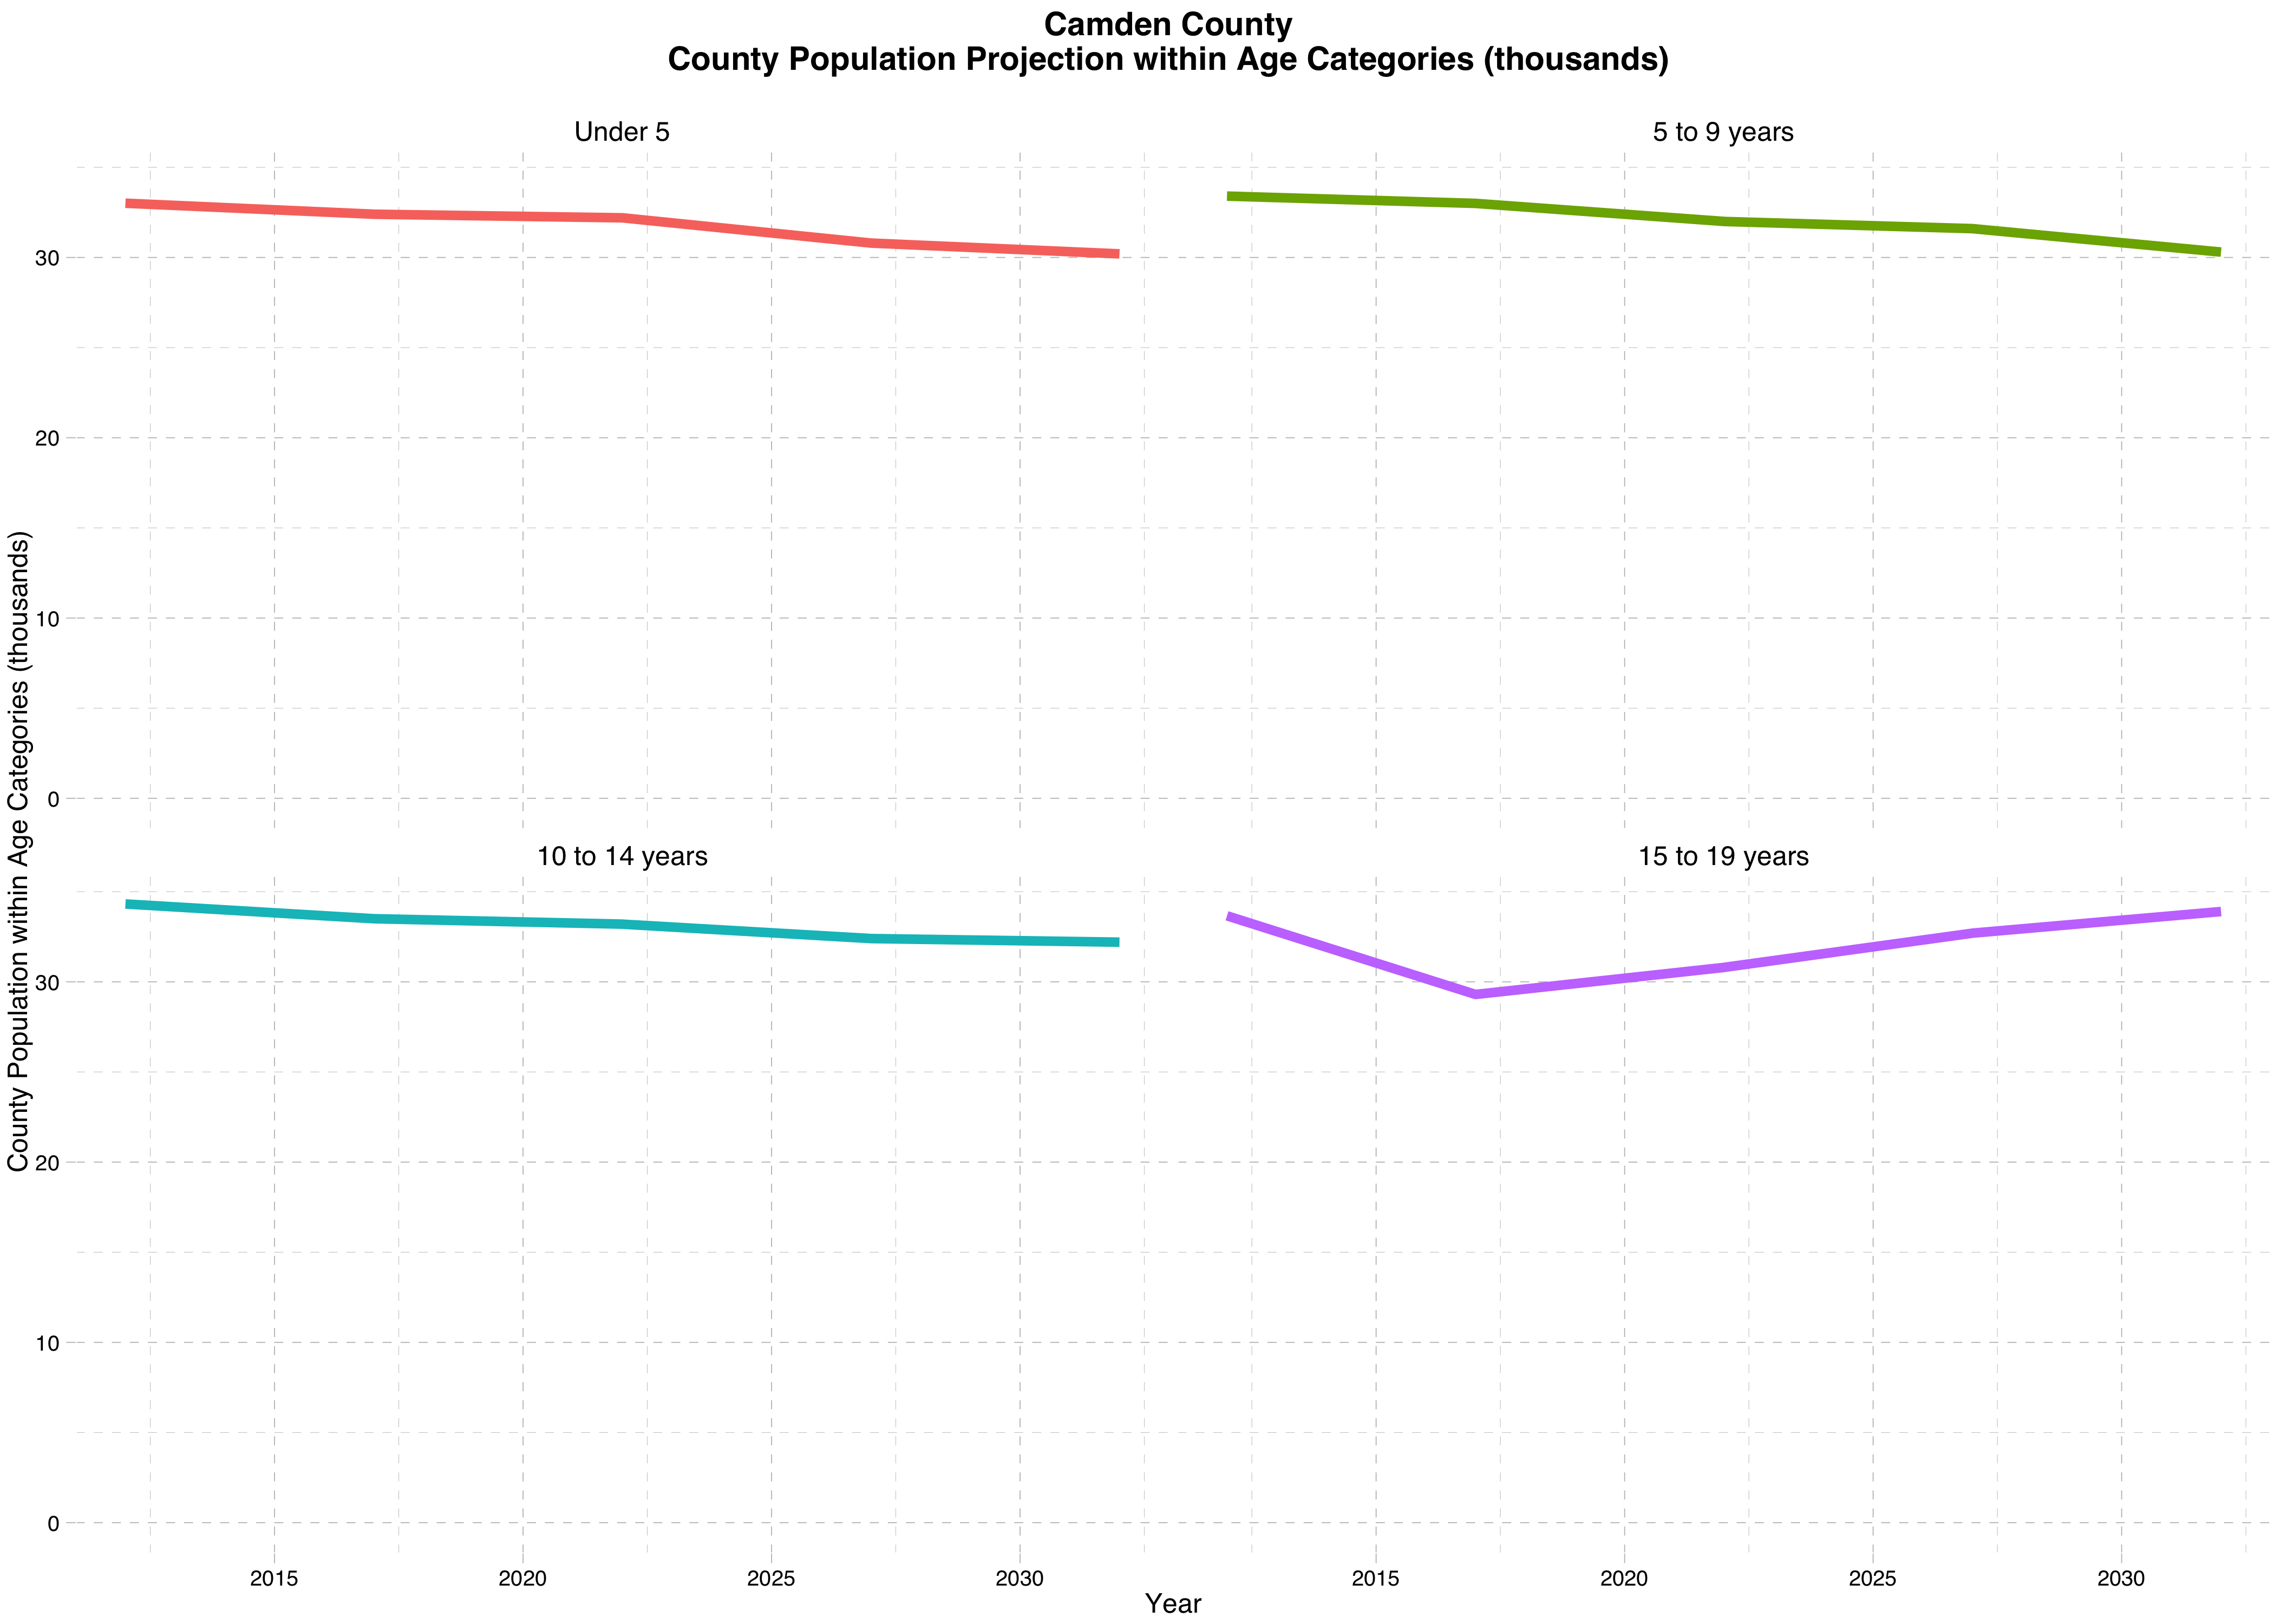 Camden County
County Population Projection within Age Categories (thousands)
Under 5
5 to 9 years
30
20
10
0
County Population within Age Categories (thousands)
10 to 14 years
15 to 19 years
30
20
10
0
2015
2020
2025
2030
2015
2020
2025
2030
Year